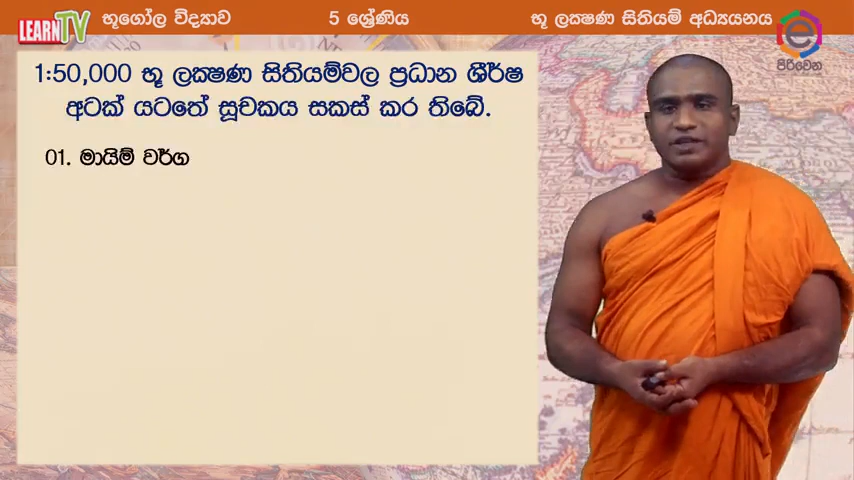 LEARN TV
භූගෝල විද්‍යාව
5 ශ්‍රේණිය
භූ ලක්ෂණ සිතියම් අධ්‍යයනය
පිරිවෙන
1:50,000 භූ ලක්ෂණ සිතියම්වල ප්‍රධාන ශීර්ෂ
අටක් යටතේ සූචකය සකස් කර තිබේ.
01. මායිම් වර්ග